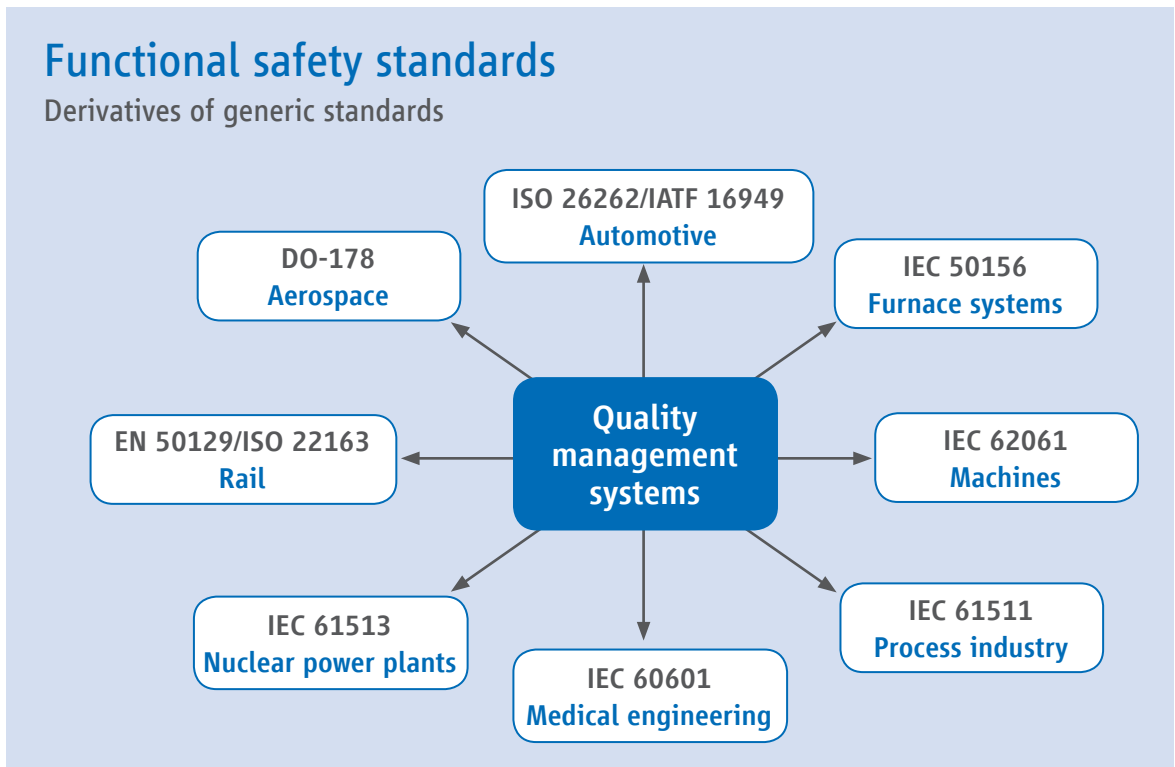 Functional safety standards
Derivatives of generic standards
ISO 26262/IATF 16949
Automotive
DO-178
Aerospace
IEC 50156
Furnace systems
Quality
management
systems
EN 50129/ISO 22163
Rail
IEC 62061
Machines
IEC 61513
Nuclear power plants
IEC 61511
Process industry
IEC 60601
Medical engineering